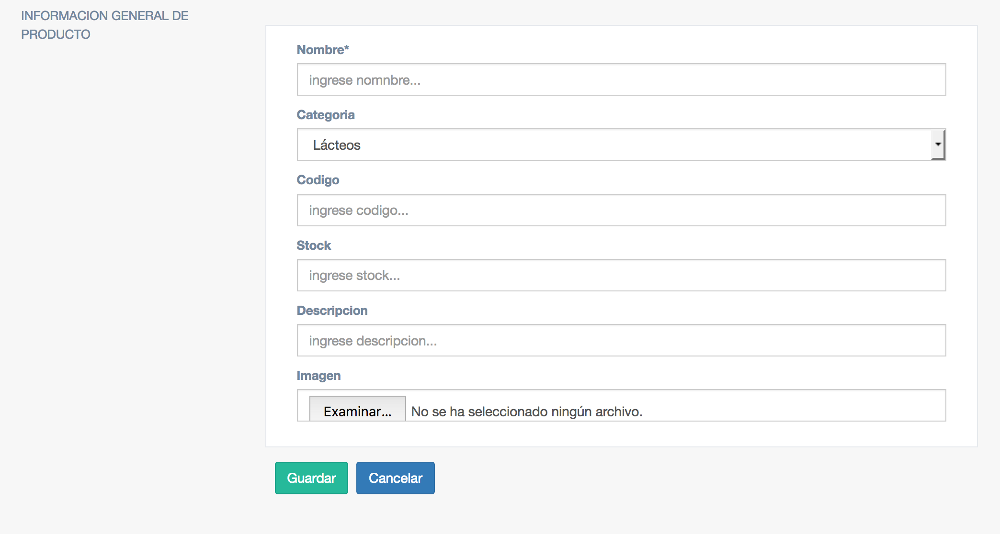 INFORMACION GENERAL DE
PRODUCTO
Nombre*
ingrese nomnbre...
Categoria
Lácteos
Codigo
ingrese codigo...
Stock
ingrese stock...
Descripcion
ingrese descripcion...
Imagen
Examinar... No se ha seleccionado ningún archivo.
Guardar Cancelar